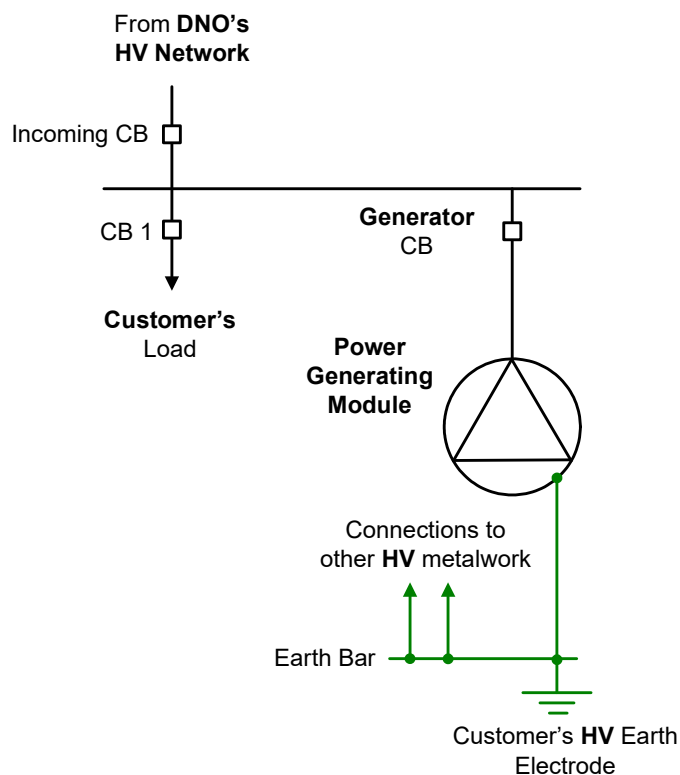 From DNO's
HV Network
Incoming CB
CB 1
Generator
CB
Customer's
Load
Power
Generating
Module
Connections to
other HV metalwork
Earth Bar
Customer's HV Earth
Electrode